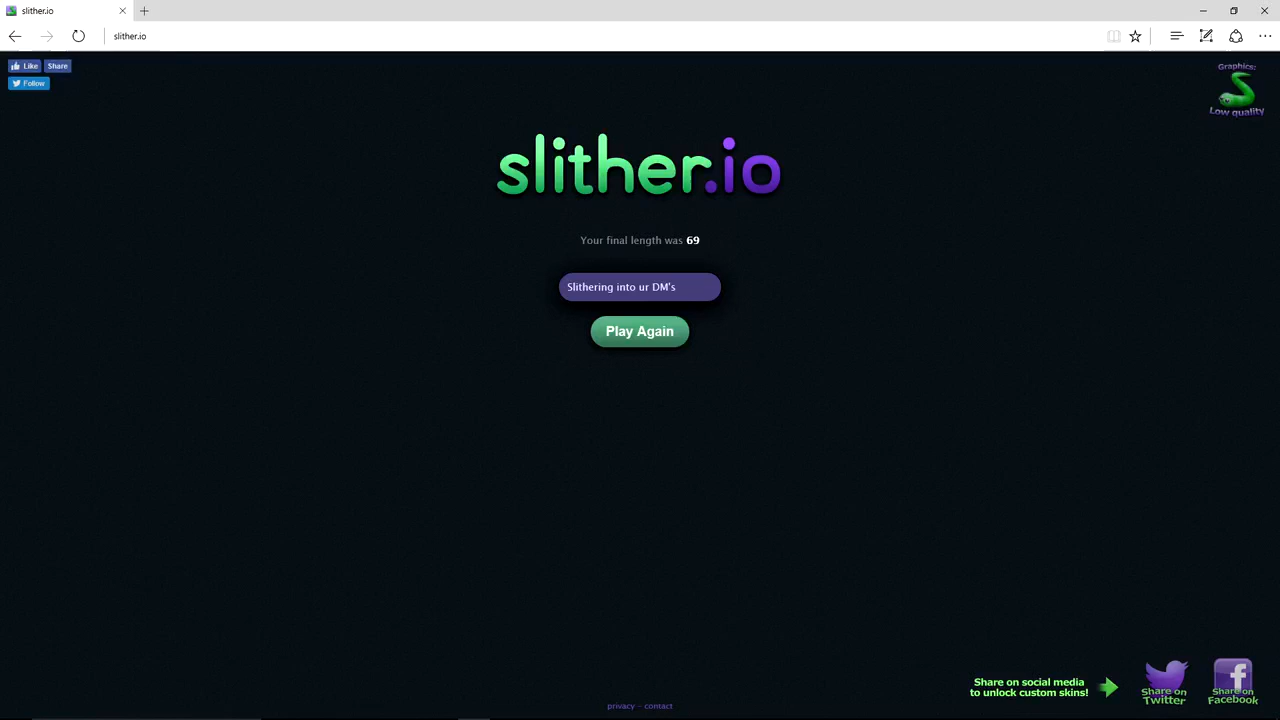 slither.io
slither.io
Like Share
Follow
Graphics:
Low quality
slither.io
Your final length was 69
Slithering into ur DM's
Play Again
Share on social media
to unlock custom skins!
Share on
Twitter
Share on
Facebook
privacy - contact